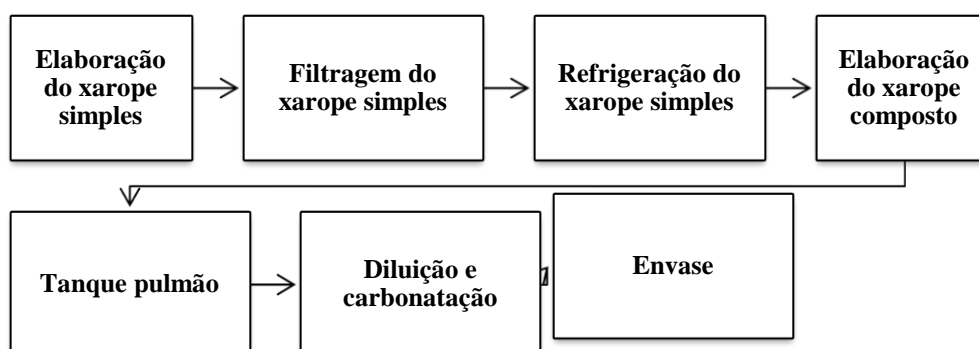 Elaboração
do xarope
simples
Filtragem do
xarope simples
Refrigeração do
xarope simples
Elaboração
do xarope
composto
Tanque pulmão
Diluição e
carbonatação
Envase